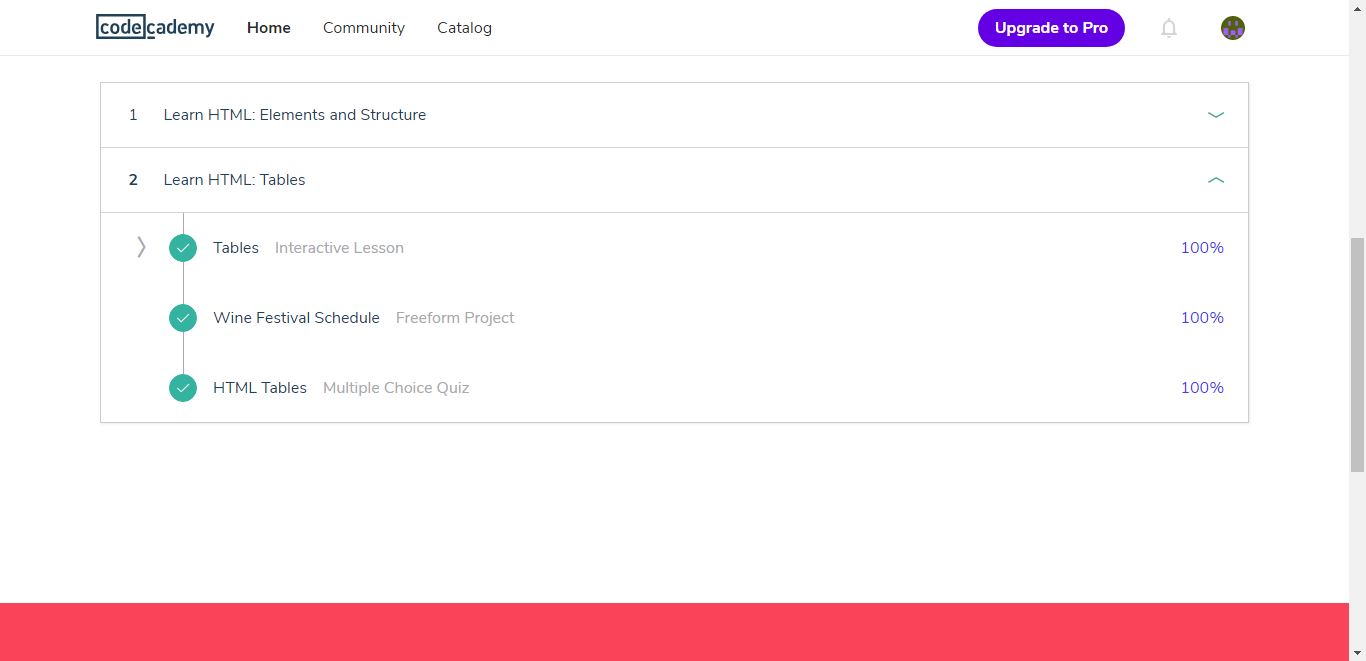 codecademy Home Community Catalog Upgrade to Pro
1 Learn HTML: Elements and Structure
2 Learn HTML: Tables
Tables Interactive Lesson 100%
Wine Festival Schedule Freeform Project 100%
HTML Tables Multiple Choice Quiz 100%